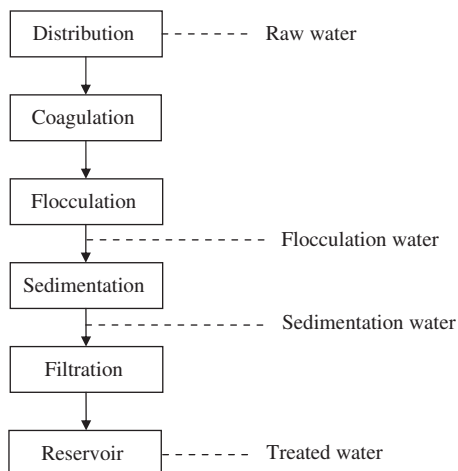 Distribution
Raw water
Coagulation
Flocculation
Flocculation water
Sedimentation
Sedimentation water
Filtration
Reservoir
Treated water